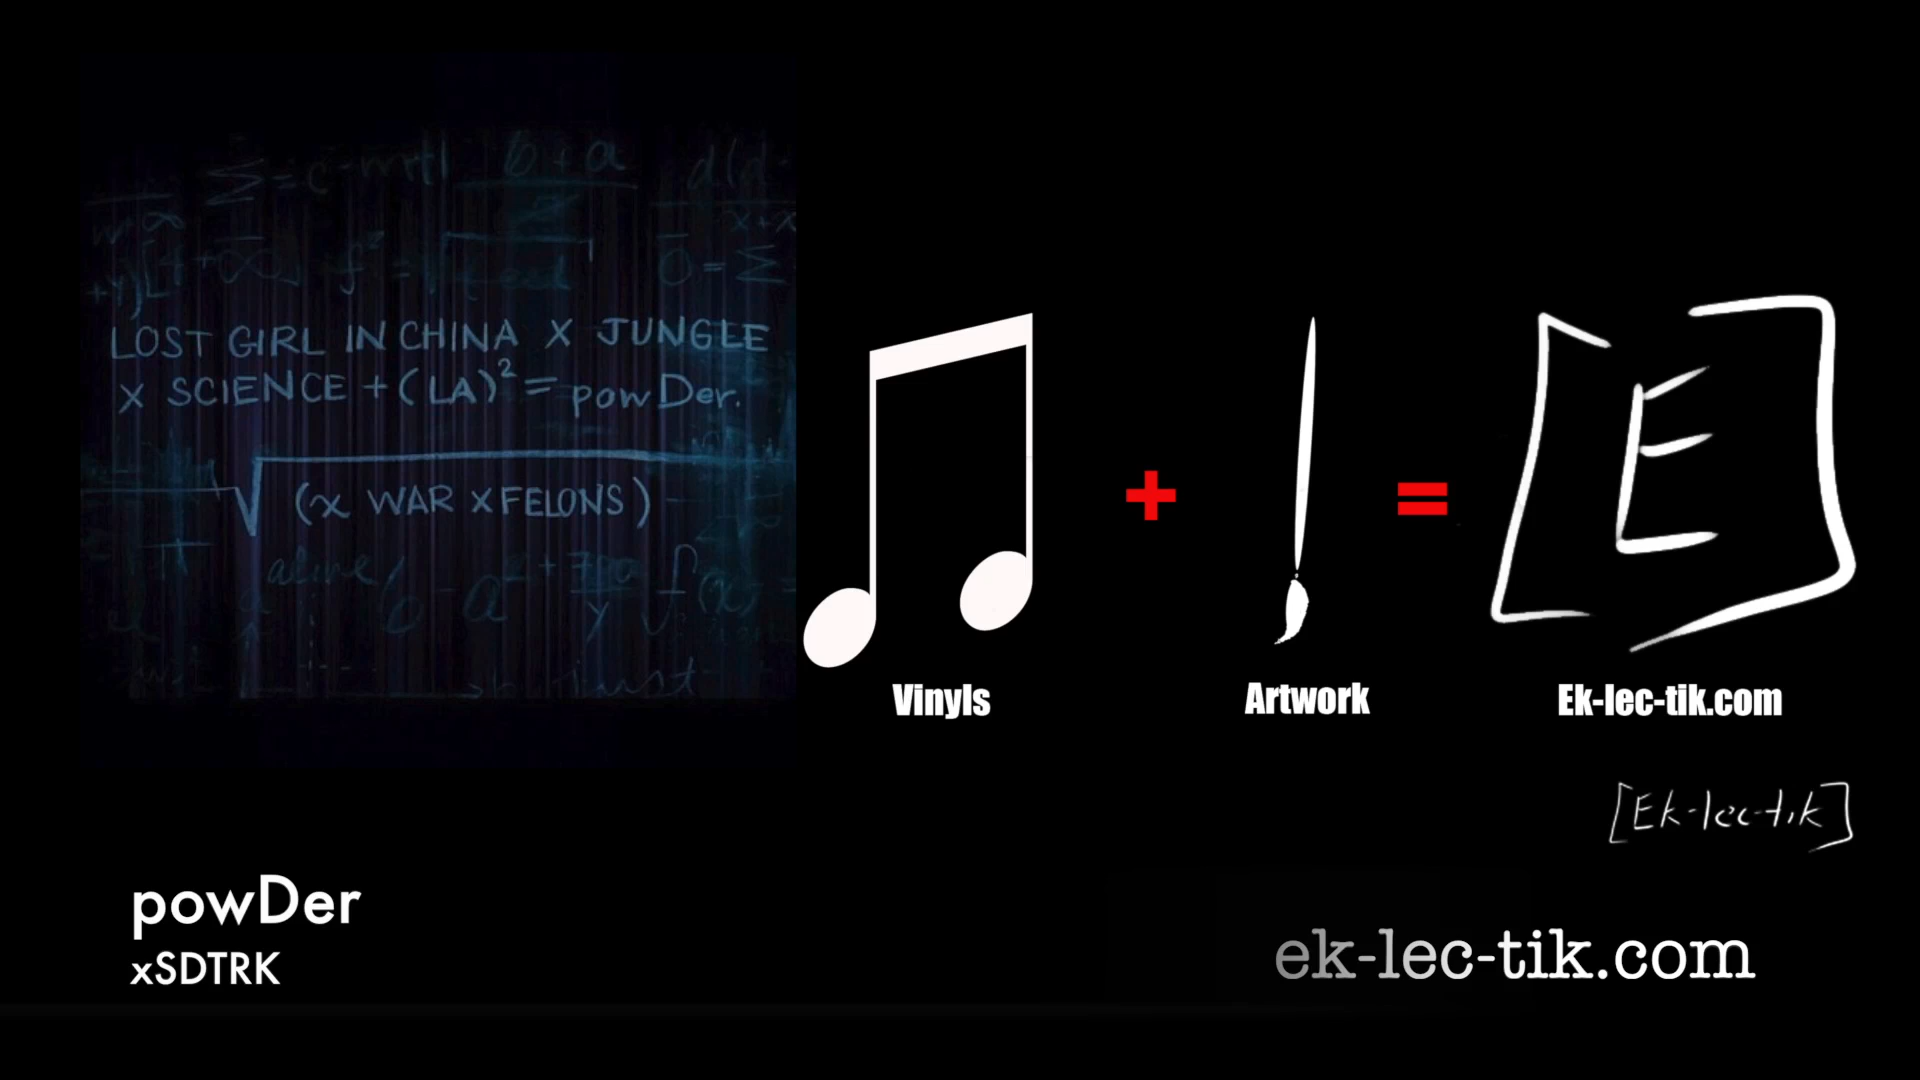 LOST GIRL IN CHINA X JUNGLE
X SCIENCE + (LA)² = powDer.
(x WAR x FELONS)
+
=
[E]
Vinyls
Artwork
Ek-lec-tik.com
[Ek-lec-tik]
powDer
xSDTRK
ek-lec-tik.com